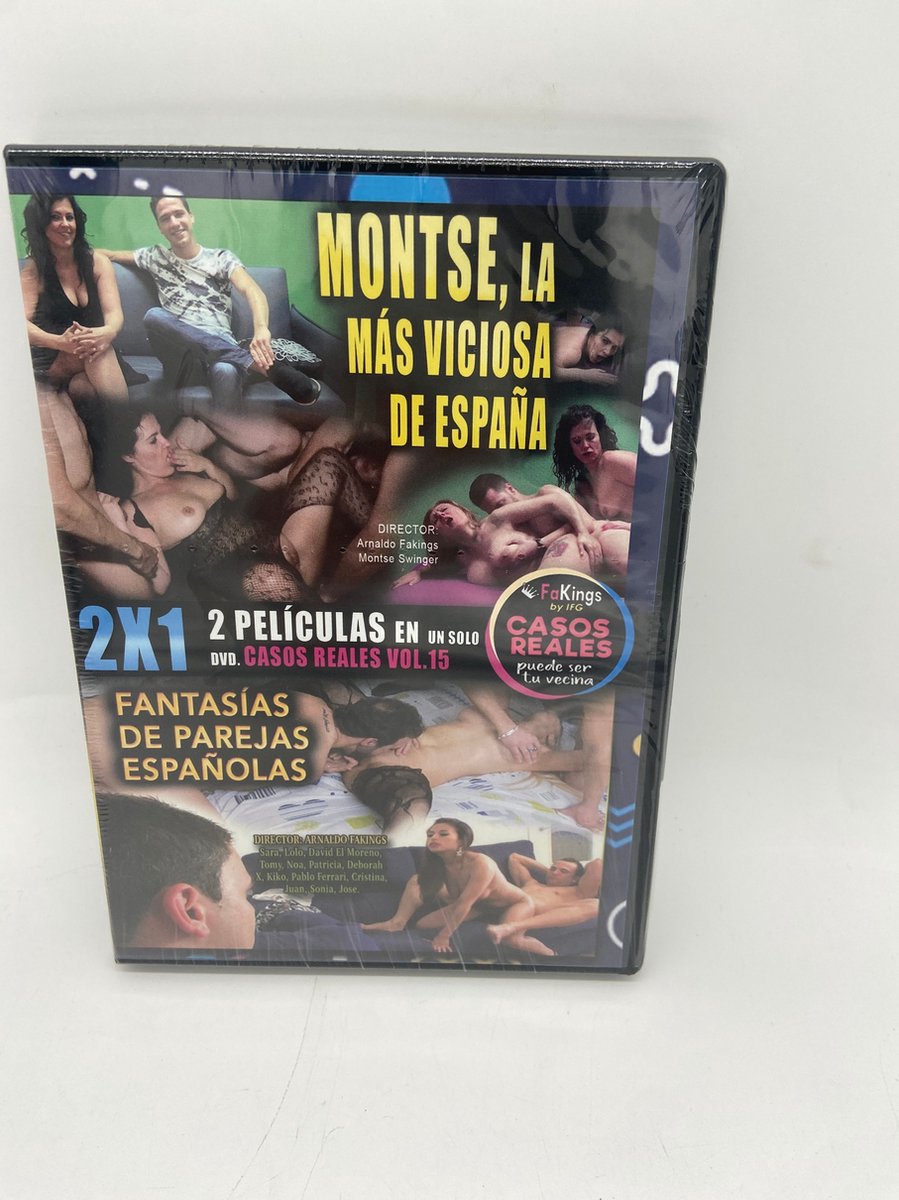 MONTSE, LA
MÁS VICIOSA
DE ESPAÑA
DIRECTOR:
Arnaldo Fakings
Montse Swinger
2X1
2 PELÍCULAS EN UN SOLO
DVD. CASOS REALES VOL.15
FaKings
by IFG
CASOS
REALES
puede ser
tu vecina
FANTASÍAS
DE PAREJAS
ESPAÑOLAS
DIRECTOR: ARNALDO FAKINGS
Sara, Lolo, David El Moreno,
Tomy, Noa, Patricia, Deborah
X, Kiko, Pablo Ferrari, Cristina,
Juan, Sonia, Jose.